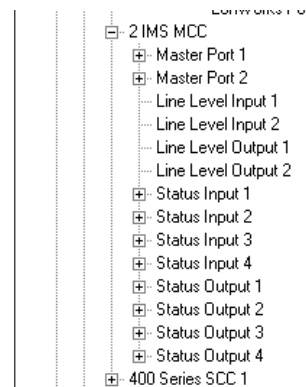 2 IMS MCC
Master Port 1
Master Port 2
Line Level Input 1
Line Level Input 2
Line Level Output 1
Line Level Output 2
Status Input 1
Status Input 2
Status Input 3
Status Input 4
Status Output 1
Status Output 2
Status Output 3
Status Output 4
400 Series SCC 1